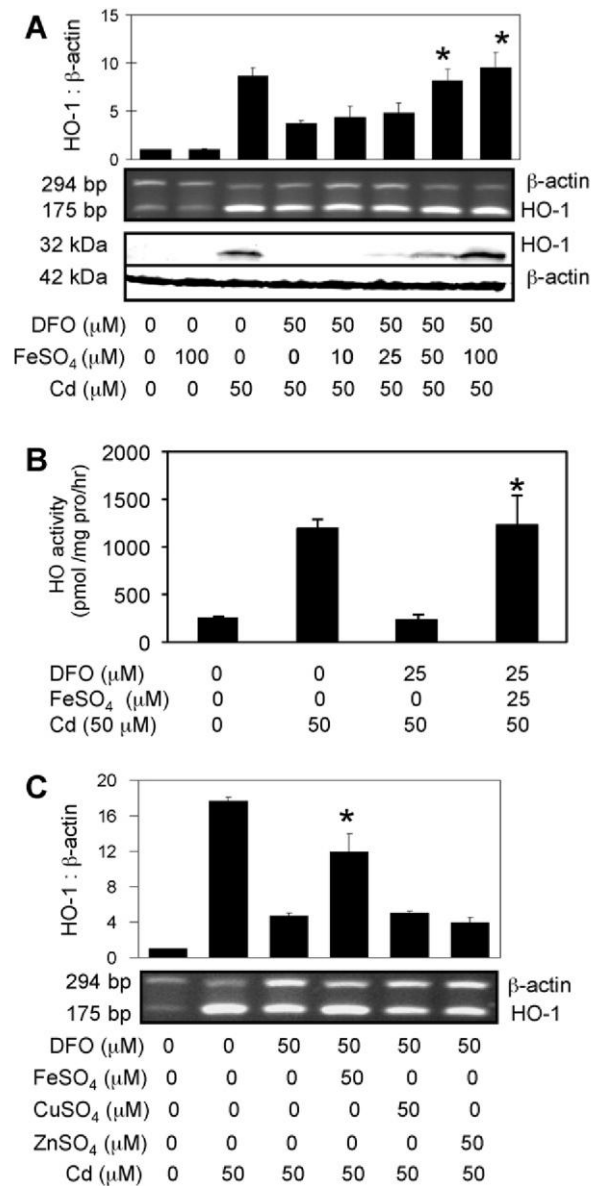 A
HO-1 : β-actin
15
10
5
0
*
*
294 bp
β-actin
175 bp
HO-1
32 kDa
HO-1
42 kDa
β-actin
DFO (μM) 0 0 0 50 50 50 50 50
FeSO₄ (μM) 0 100 0 0 10 25 50 100
Cd (μM) 0 0 50 50 50 50 50 50
B
HO activity
(pmol /mg pro/hr)
2000
1500
1000
500
0
*
DFO (μM) 0 0 25 25
FeSO₄ (μM) 0 0 0 25
Cd (50 μM) 0 50 50 50
C
HO-1 : β-actin
20
16
12
8
4
0
*
294 bp
β-actin
175 bp
HO-1
DFO (μM) 0 0 50 50 50 50
FeSO₄ (μM) 0 0 0 50 0 0
CuSO₄ (μM) 0 0 0 0 50 0
ZnSO₄ (μM) 0 0 0 0 0 50
Cd (μM) 0 50 50 50 50 50